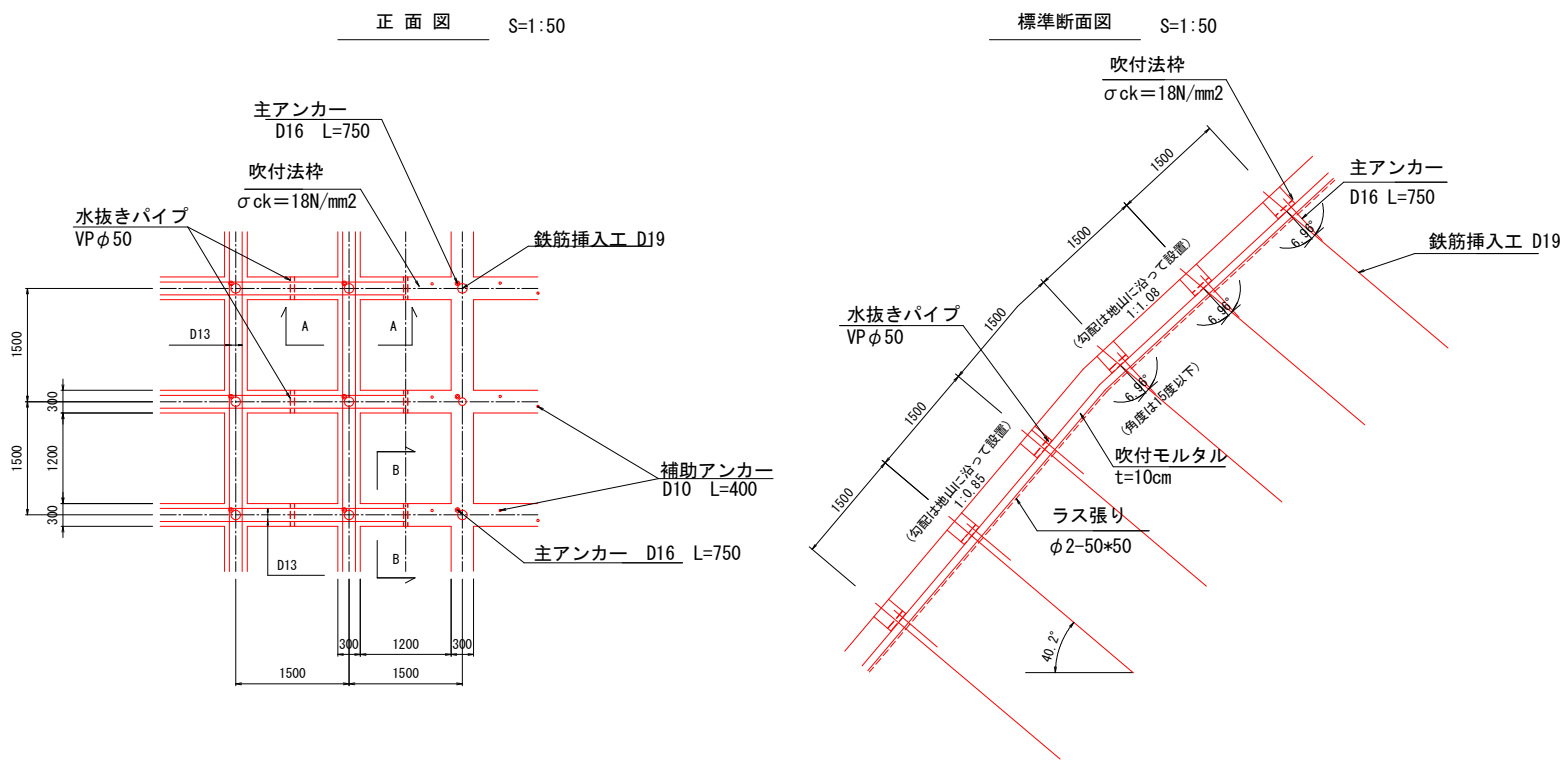 正 面 図 S=1:50
主アンカー
D16 L=750
吹付法枠
σck=18N/mm2
水抜きパイプ
VPφ50
鉄筋挿入工 D19
A
A
D13
1500
300
1500
1200
300
B
B
補助アンカー
D10 L=400
主アンカー D16 L=750
D13
300
1200
300
1500
1500
標準断面図 S=1:50
吹付法枠
σck=18N/mm2
主アンカー
D16 L=750
鉄筋挿入工 D19
1500
1500
1500
1500
1500
(勾配は地山に沿って設置)
1:1.08
6.96°
6.96°
6.96°
(角度は15度以下)
水抜きパイプ
VPφ50
(勾配は地山に沿って設置)
1:0.85
吹付モルタル
t=10cm
ラス張り
φ2-50*50
40.2°